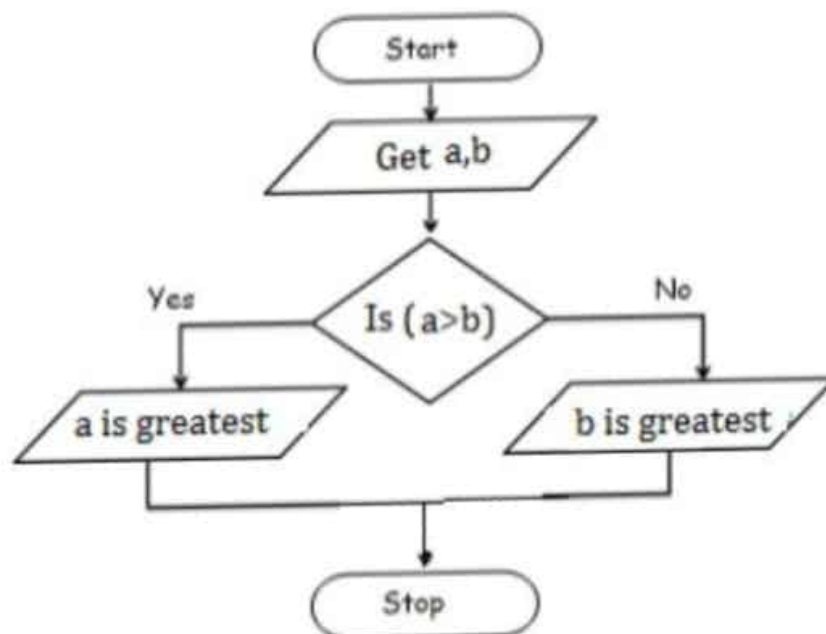 Start
Get a,b
Is (a>b)
Yes
No
a is greatest
b is greatest
Stop